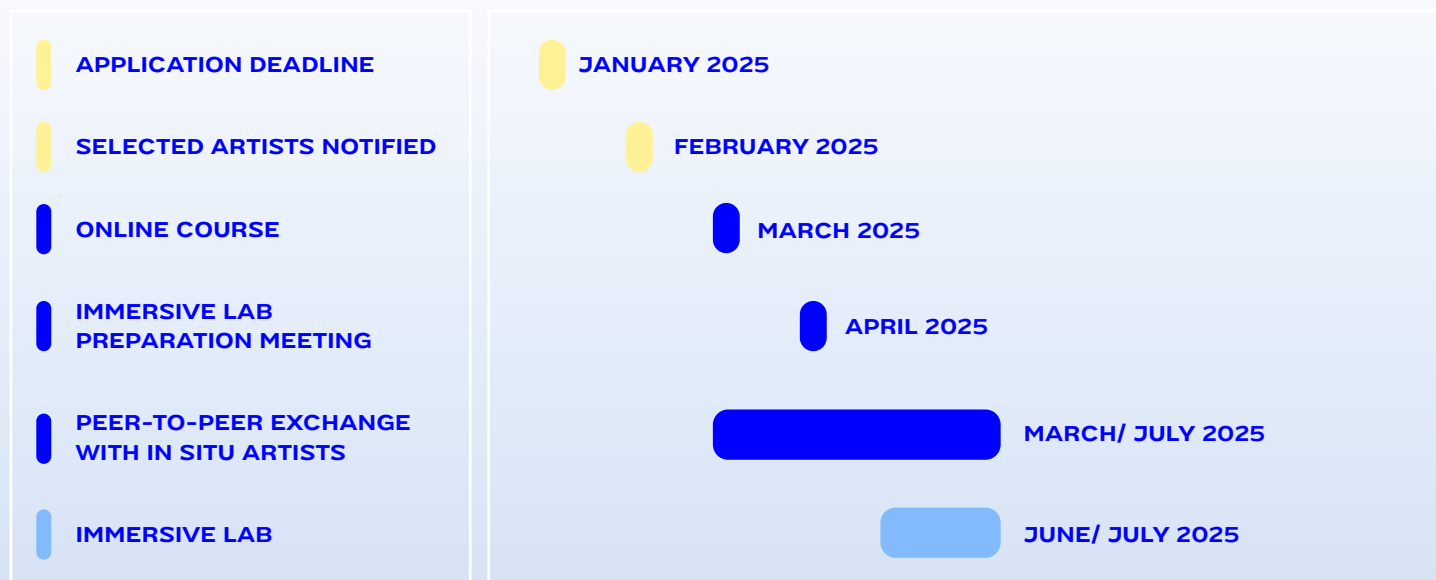 APPLICATION DEADLINE
JANUARY 2025
SELECTED ARTISTS NOTIFIED
FEBRUARY 2025
ONLINE COURSE
MARCH 2025
IMMERSIVE LAB
PREPARATION MEETING
APRIL 2025
PEER-TO-PEER EXCHANGE
WITH IN SITU ARTISTS
MARCH/ JULY 2025
IMMERSIVE LAB
JUNE/ JULY 2025